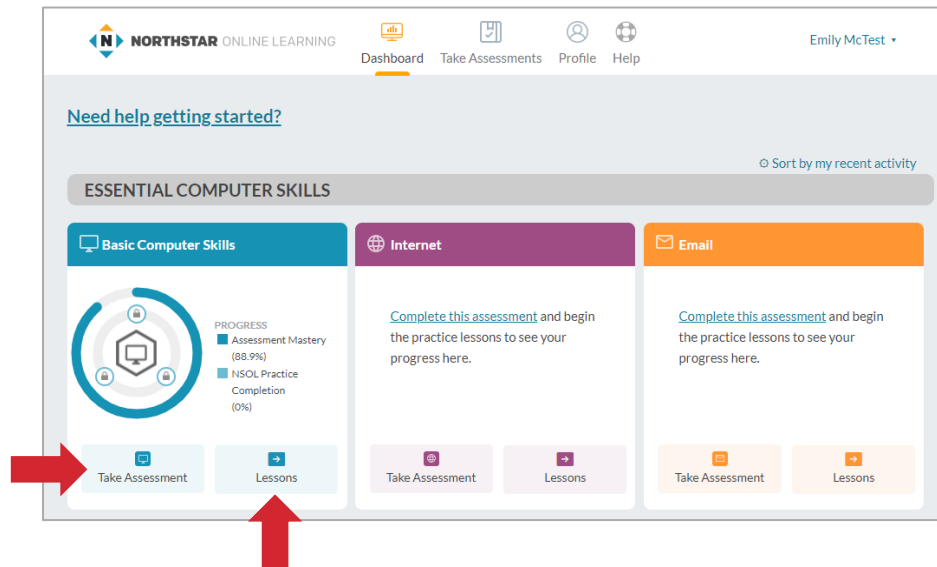 N NORTHSTAR ONLINE LEARNING
Dashboard
Take Assessments
Profile
Help
Emily McTest
Need help getting started?
Sort by my recent activity
ESSENTIAL COMPUTER SKILLS
Basic Computer Skills
PROGRESS
Assessment Mastery
(88.9%)
NSOL Practice
Completion
(0%)
Take Assessment
Lessons
Internet
Complete this assessment and begin
the practice lessons to see your
progress here.
Take Assessment
Lessons
Email
Complete this assessment and begin
the practice lessons to see your
progress here.
Take Assessment
Lessons